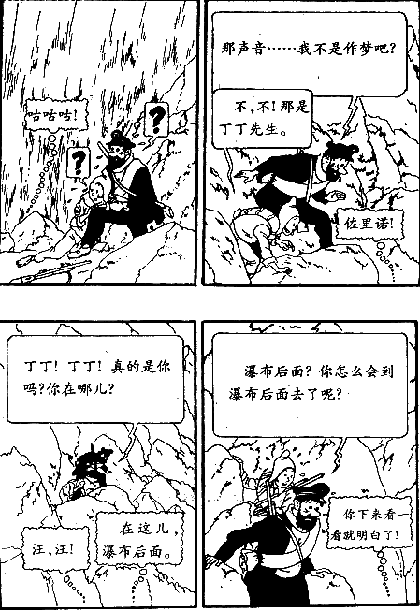 咕咕咕!
?
?
那声音……我不是作梦吧?
不,不! 那是
丁丁先生。
佐里诺!
丁丁! 丁丁! 真的是你
吗?你在哪儿?
汪,汪!
在这儿,
瀑布后面。
瀑布后面? 你怎么会到
瀑布后面去了呢?
你下来看一
看就明白了!